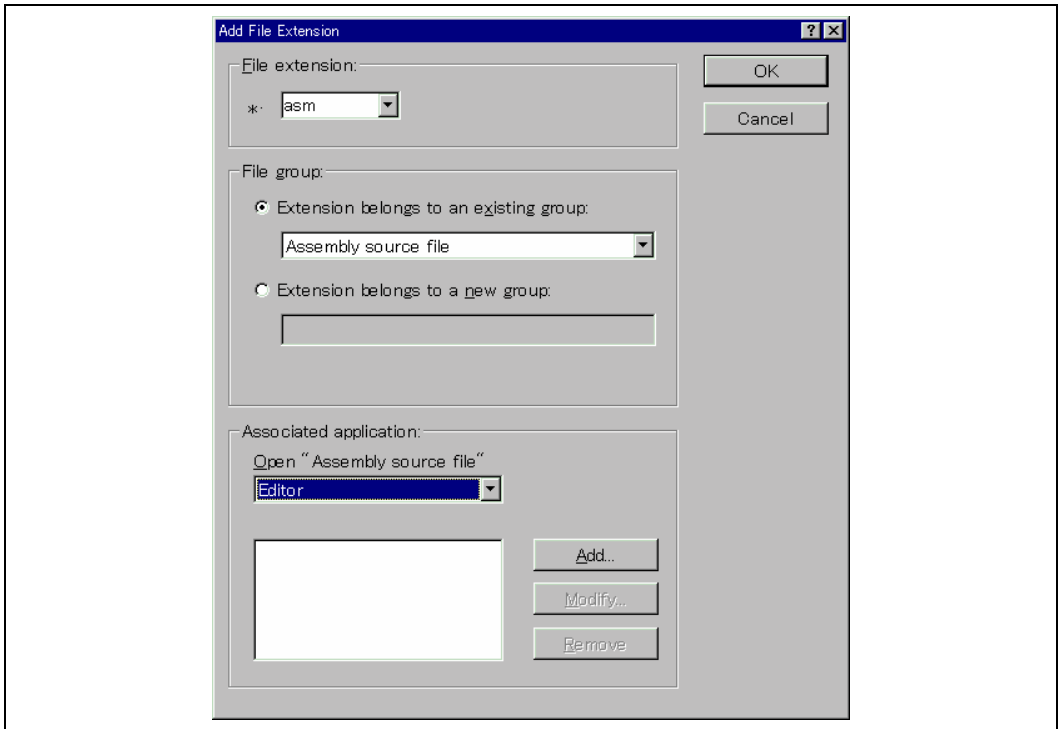 Add File Extension
File extension:
*. asm
OK
Cancel
File group:
Extension belongs to an existing group:
Assembly source file
Extension belongs to a new group:
Associated application:
Open "Assembly source file"
Editor
Add...
Modify...
Remove